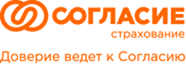 СОГЛАСИЕ
страхование
Доверие ведет к Согласию